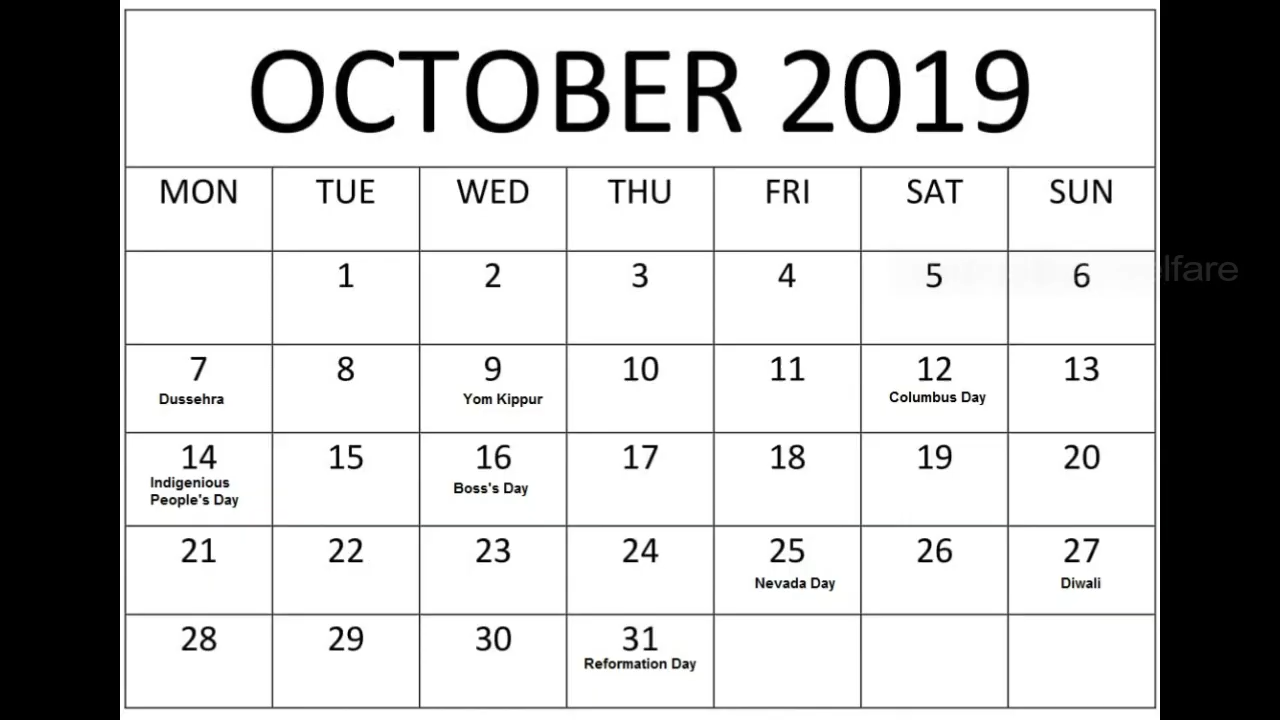 OCTOBER 2019
MON TUE WED THU FRI SAT SUN
1 2 3 4 5 6
7 8 9 10 11 12 13
Dussehra Yom Kippur Columbus Day
14 15 16 17 18 19 20
Indigenious
People's Day Boss's Day
21 22 23 24 25 26 27
Nevada Day Diwali
28 29 30 31
Reformation Day